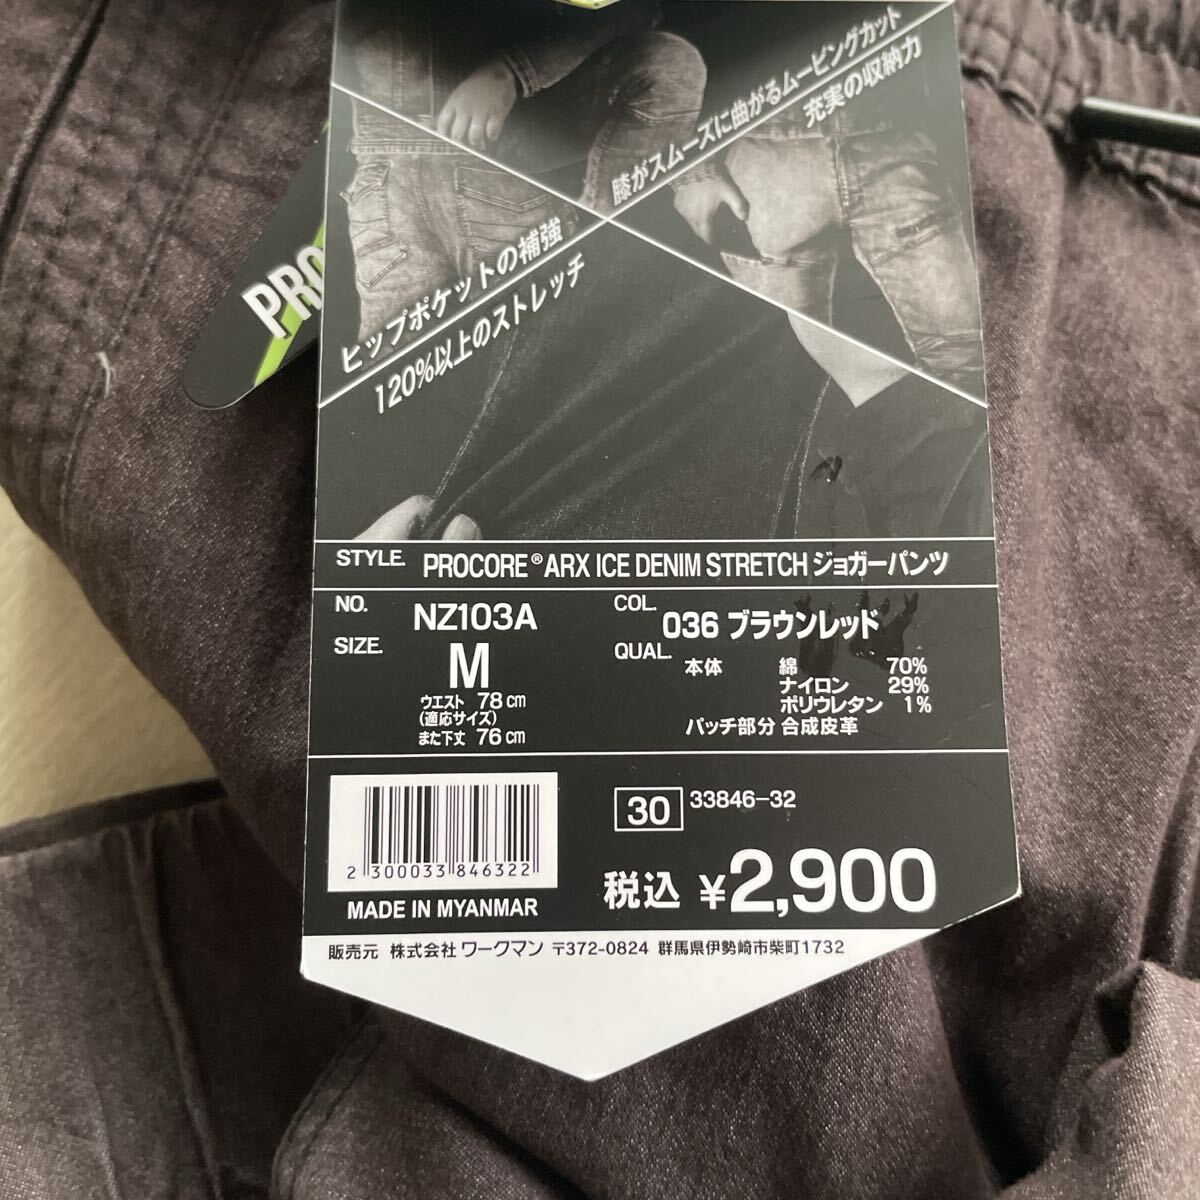 膝がスムーズに曲がるムービングカット
充実の収納力
ヒップポケットの補強
120%以上のストレッチ
PRO
STYLE. PROCORE® ARX ICE DENIM STRETCH ジョガーパンツ
NO. NZ103A
COL. 036 ブラウンレッド
SIZE. M
ウエスト 78cm
(適応サイズ)
また下丈 76cm
QUAL. 本体 綿 70%
ナイロン 29%
ポリウレタン 1%
パッチ部分 合成皮革
2 300033 846322
MADE IN MYANMAR
30 33846-32
税込 ¥2,900
販売元 株式会社 ワークマン 〒372-0824 群馬県伊勢崎市柴町1732